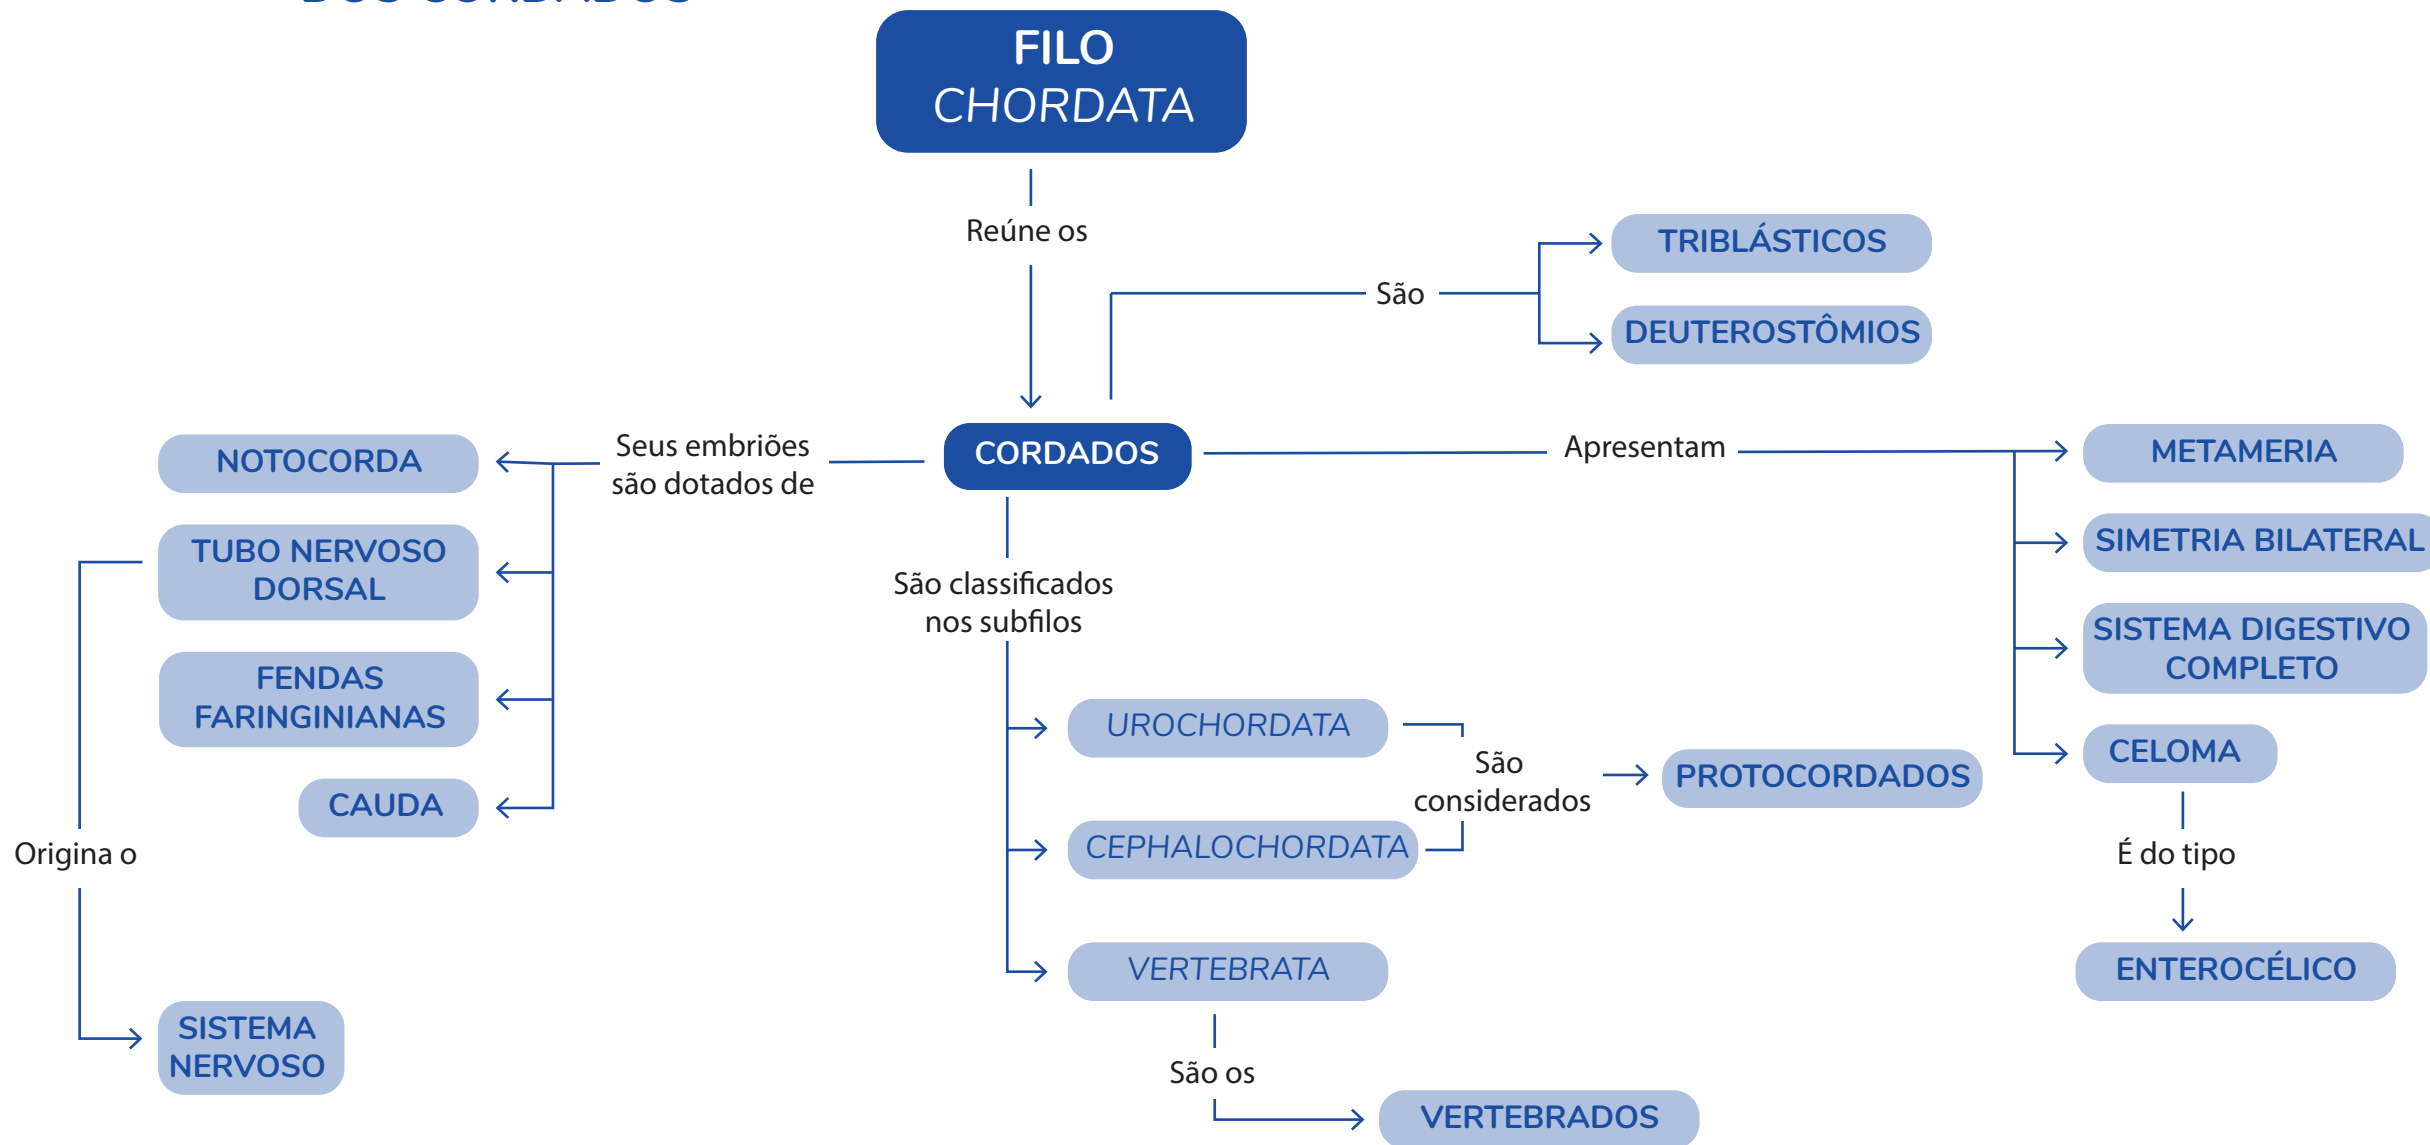 DOS CORDADOS
FILO
CHORDATA
Reúne os
TRIBLÁSTICOS
São
DEUTEROSTÔMIOS
CORDADOS
Seus embriões
são dotados de
NOTOCORDA
TUBO NERVOSO
DORSAL
FENDAS
FARINGINIANAS
CAUDA
Origina o
SISTEMA
NERVOSO
São classificados
nos subfilos
UROCHORDATA
CEPHALOCHORDATA
São
considerados
PROTOCORDADOS
VERTEBRATA
São os
VERTEBRADOS
Apresentam
METAMERIA
SIMETRIA BILATERAL
SISTEMA DIGESTIVO
COMPLETO
CELOMA
É do tipo
ENTEROCÉLICO